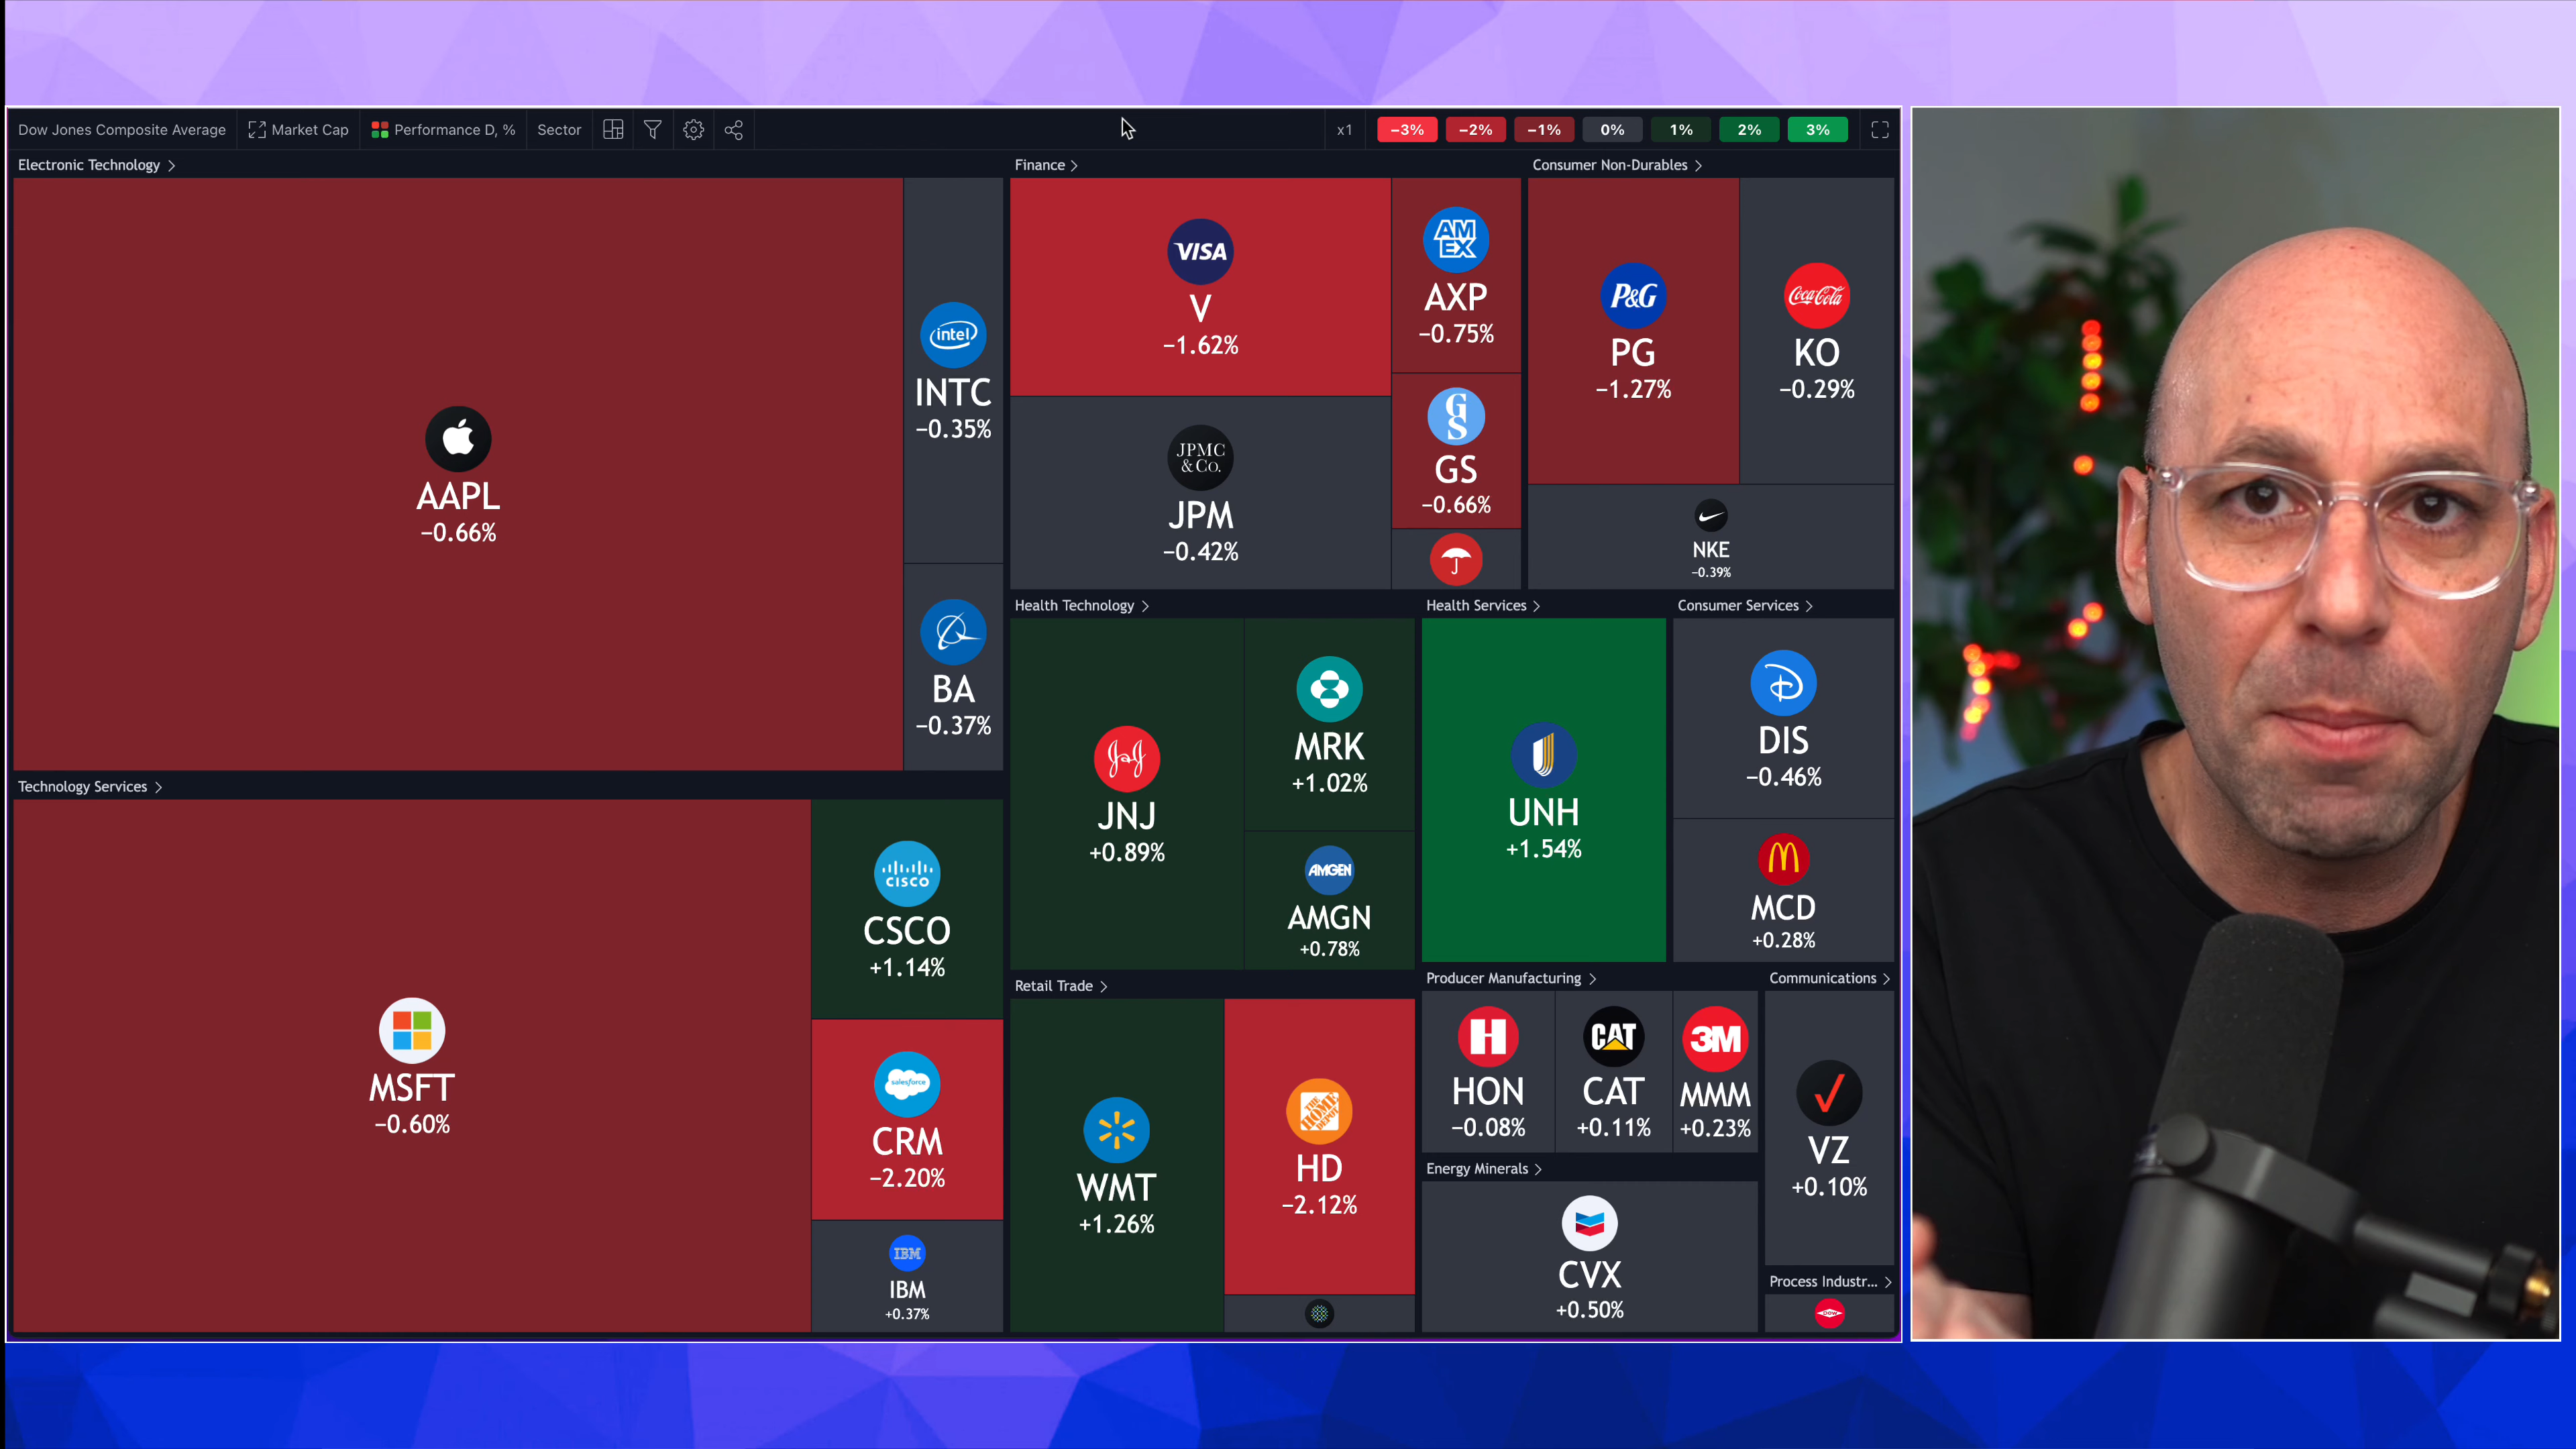 Dow Jones Composite Average
Market Cap
Performance D, %
Sector
x1
−3%
−2%
−1%
0%
1%
2%
3%
Electronic Technology
AAPL
−0.66%
intel
INTC
−0.35%
BA
−0.37%
Technology Services
MSFT
−0.60%
CISCO
CSCO
+1.14%
salesforce
CRM
−2.20%
IBM
IBM
+0.37%
Finance
VISA
V
−1.62%
JPMC
& CO.
JPM
−0.42%
AM
EX
AXP
−0.75%
G
S
GS
−0.66%
Consumer Non-Durables
P&G
PG
−1.27%
Coca-Cola
KO
−0.29%
NKE
−0.39%
Health Technology
J&J
JNJ
+0.89%
MRK
+1.02%
AMGEN
AMGN
+0.78%
Health Services
UNH
+1.54%
Consumer Services
D
DIS
−0.46%
M
MCD
+0.28%
Retail Trade
WMT
+1.26%
THE
HOME
DEPOT
HD
−2.12%
Producer Manufacturing
H
HON
−0.08%
CAT
CAT
+0.11%
3M
MMM
+0.23%
Communications
VZ
+0.10%
Energy Minerals
CVX
+0.50%
Process Industr...
DOW